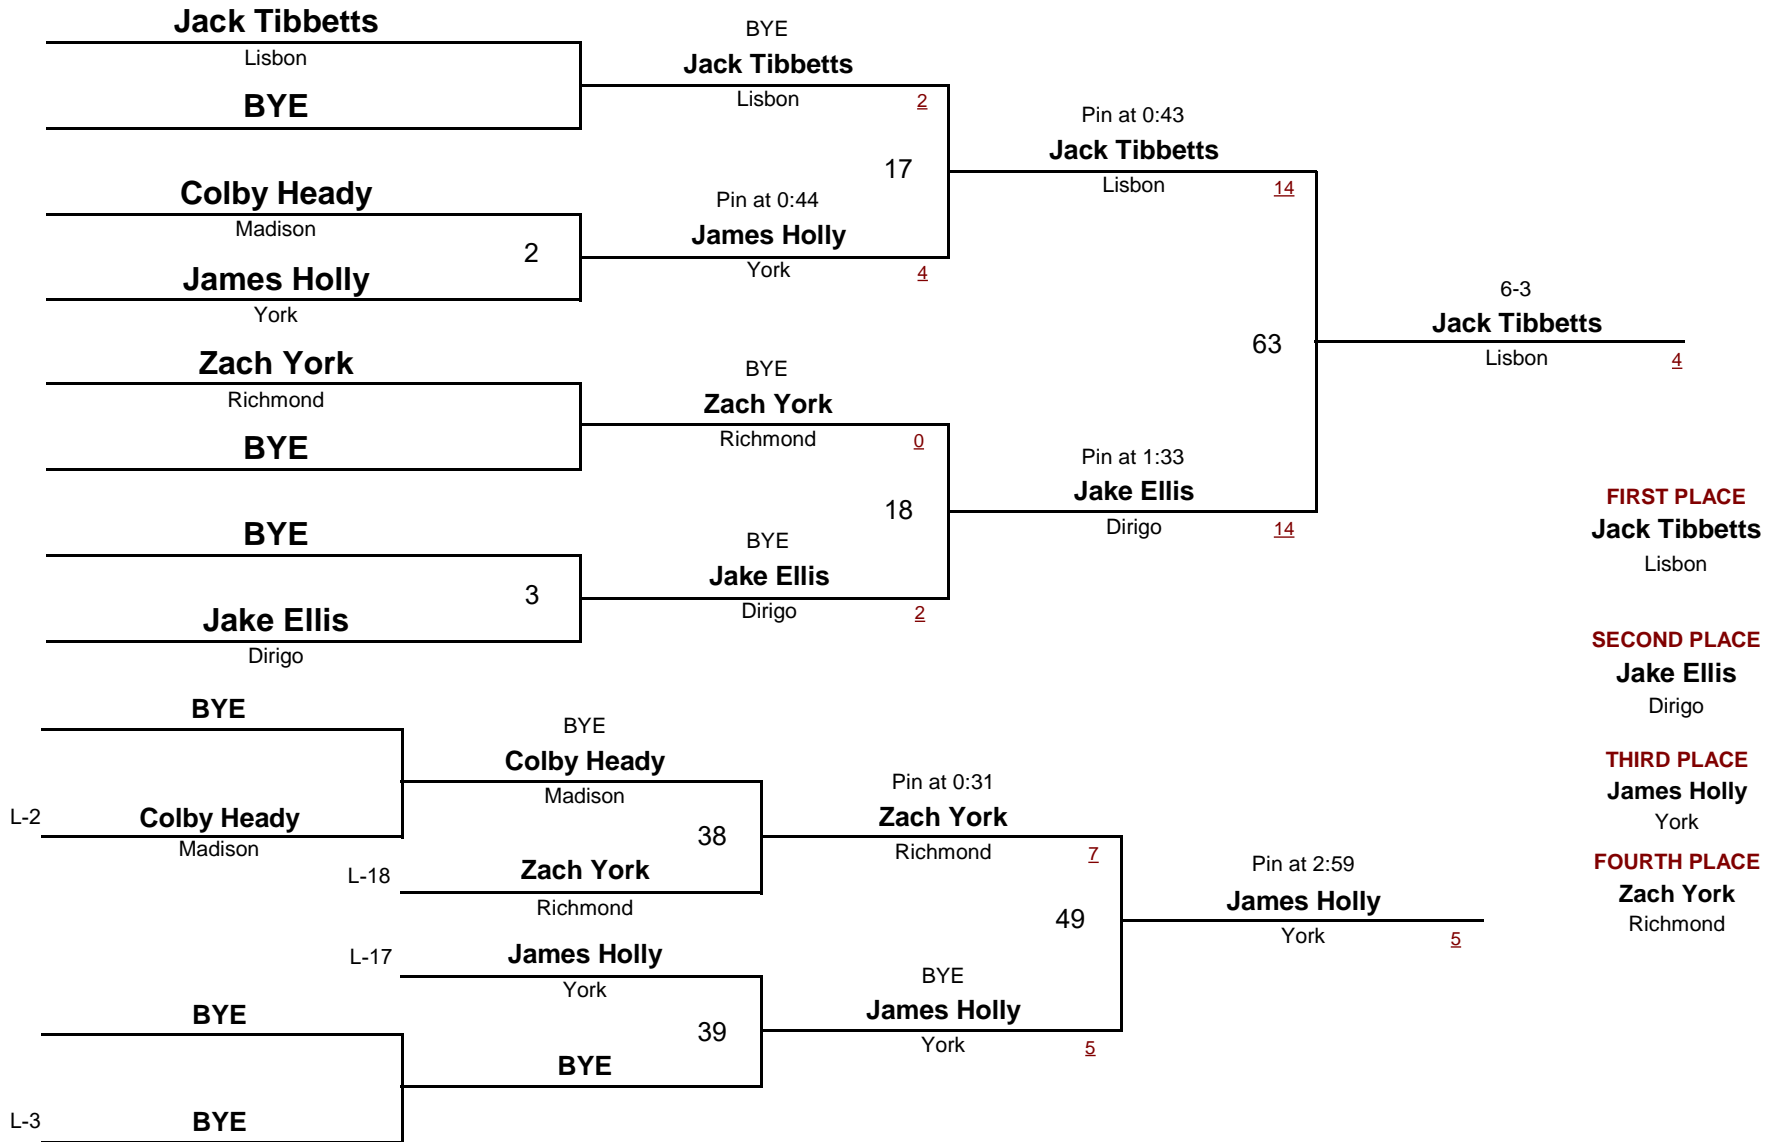 Jack Tibbetts
Lisbon
BYE
Colby Heady
Madison
2
James Holly
York
Zach York
Richmond
BYE
BYE
3
Jake Ellis
Dirigo
BYE
Jack Tibbetts
Lisbon 2
17
Pin at 0:44
James Holly
York 4
BYE
Zach York
Richmond 0
18
BYE
Jake Ellis
Dirigo 2
Pin at 0:43
Jack Tibbetts
Lisbon 14
63
Pin at 1:33
Jake Ellis
Dirigo 14
6-3
Jack Tibbetts
Lisbon 4
FIRST PLACE
Jack Tibbetts
Lisbon
SECOND PLACE
Jake Ellis
Dirigo
THIRD PLACE
James Holly
York
FOURTH PLACE
Zach York
Richmond
BYE
L-2 Colby Heady
Madison
BYE
L-3 BYE
BYE
Colby Heady
Madison
38
L-18 Zach York
Richmond
L-17 James Holly
York
39
BYE
Pin at 0:31
Zach York
Richmond 7
49
BYE
James Holly
York 5
Pin at 2:59
James Holly
York 5